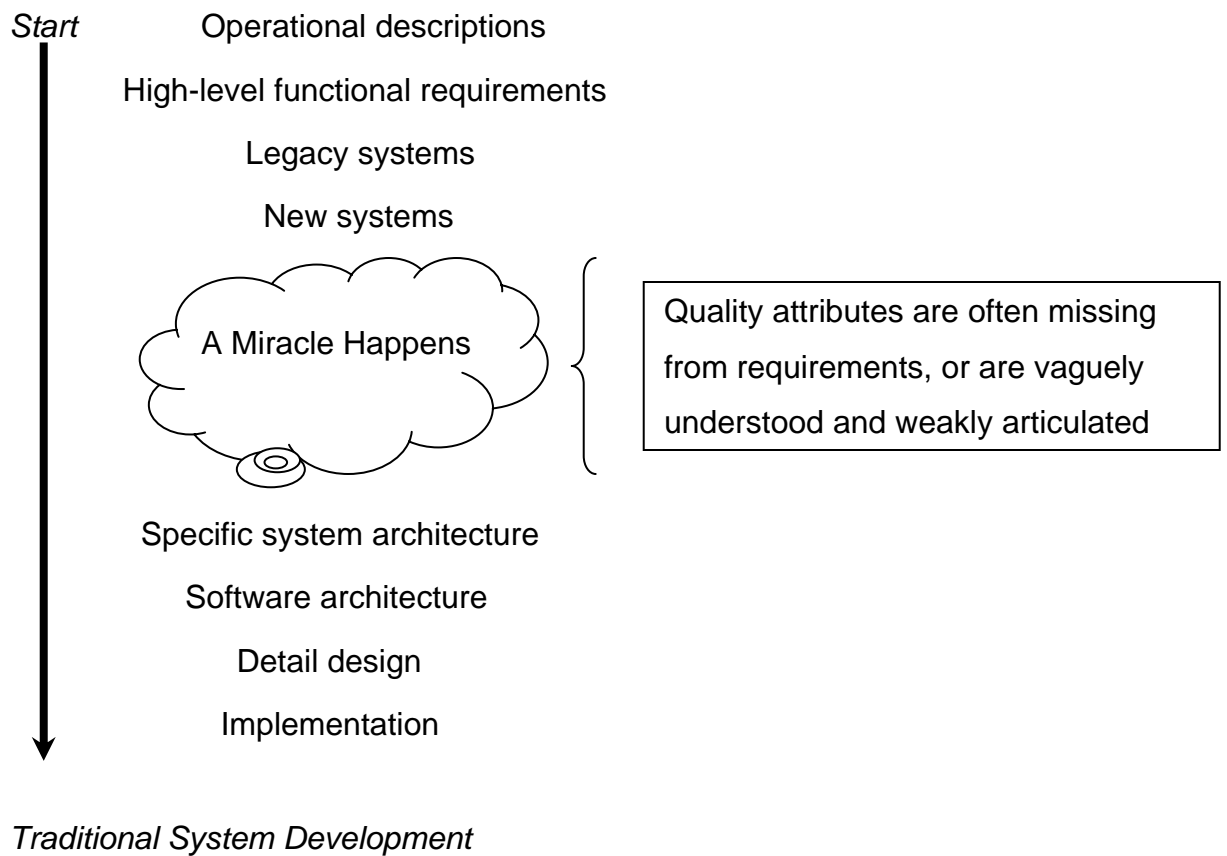 Start
Operational descriptions
High-level functional requirements
Legacy systems
New systems
A Miracle Happens
Quality attributes are often missing
from requirements, or are vaguely
understood and weakly articulated
Specific system architecture
Software architecture
Detail design
Implementation
Traditional System Development